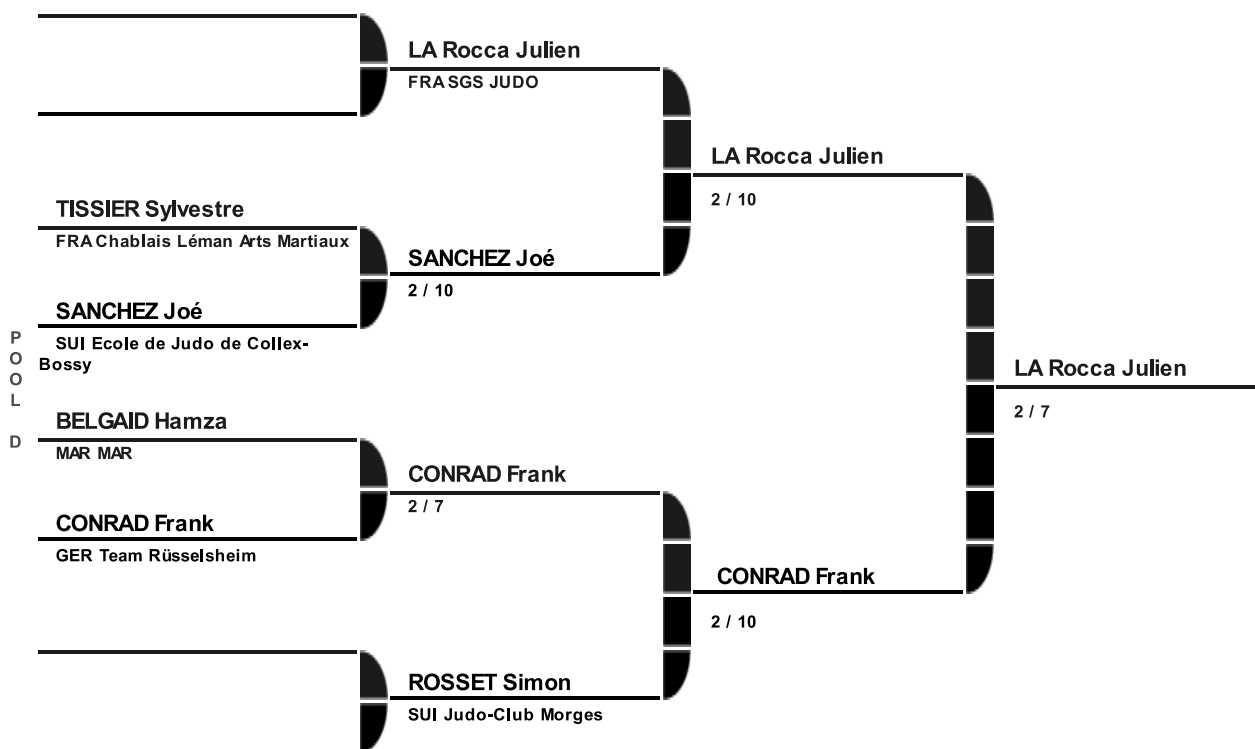 LA Rocca Julien
FRA SGS JUDO
LA Rocca Julien
2 / 10
TISSIER Sylvestre
FRA Chablais Léman Arts Martiaux
SANCHEZ Joé
2 / 10
SANCHEZ Joé
SUI Ecole de Judo de Collex-
Bossy
POOL D
LA Rocca Julien
2 / 7
BELGAID Hamza
MAR MAR
CONRAD Frank
2 / 7
CONRAD Frank
GER Team Rüsselsheim
CONRAD Frank
2 / 10
ROSSET Simon
SUI Judo-Club Morges